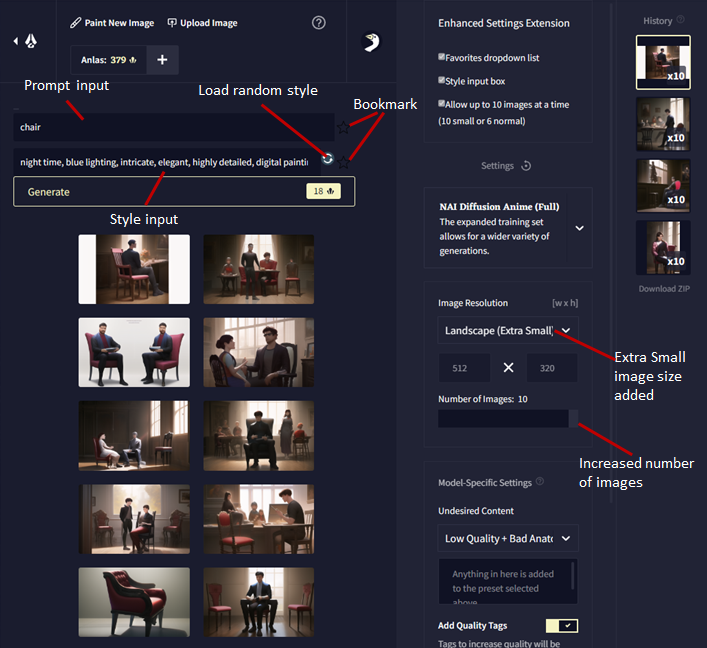 Paint New Image
Upload Image
Anlas: 379
+
Prompt input
Load random style
Bookmark
chair
night time, blue lighting, intricate, elegant, highly detailed, digital paintin
Generate
18
Style input
Enhanced Settings Extension
Favorites dropdown list
Style input box
Allow up to 10 images at a time
(10 small or 6 normal)
Settings
NAI Diffusion Anime (Full)
The expanded training set
allows for a wider variety of
generations.
Image Resolution
[w x h]
Landscape (Extra Small)
512
320
Number of Images: 10
Extra Small
image size
added
Increased number
of images
Model-Specific Settings
Undesired Content
Low Quality + Bad Anato
Anything in here is added
to the preset selected
above.
Add Quality Tags
Tags to increase quality will be
History
x10
x10
x10
x10
Download ZIP